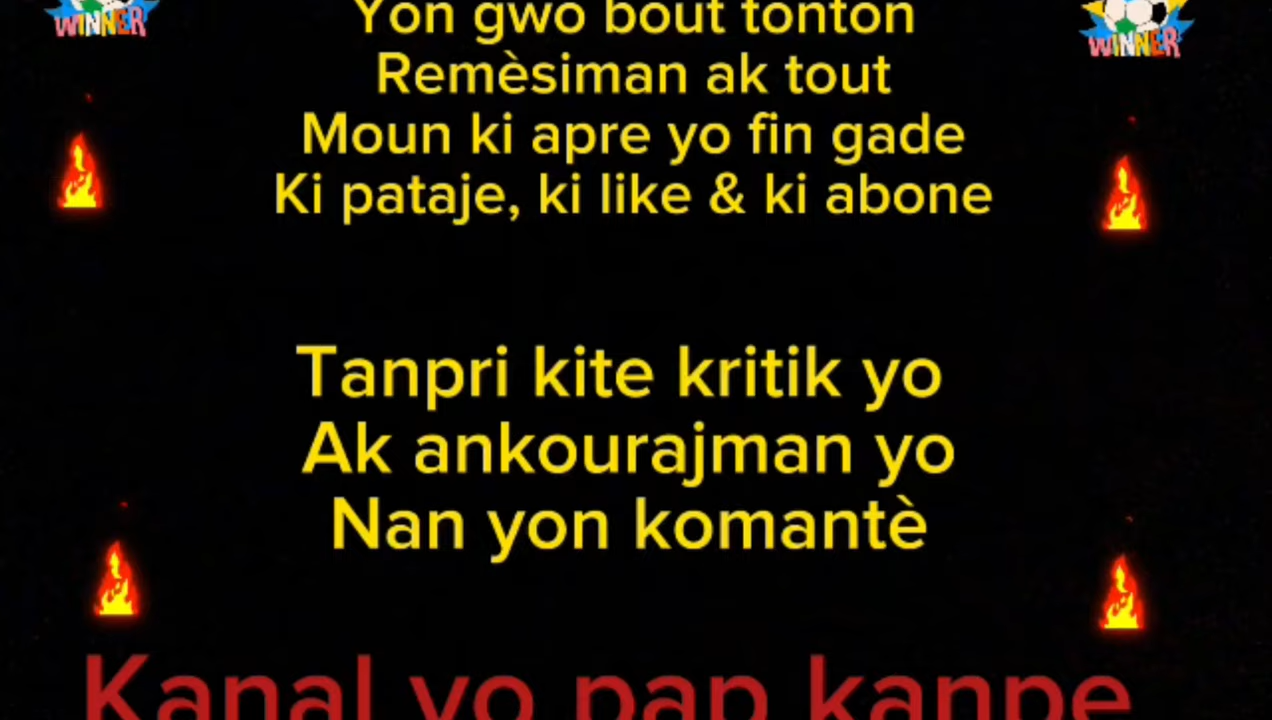 WINNER
WINNER
Yon gwo bout tonton
Remèsiman ak tout
Moun ki apre yo fin gade
Ki pataje, ki like & ki abone
Tanpri kite kritik yo
Ak ankourajman yo
Nan yon komantè
Kanal yo pap kanpe